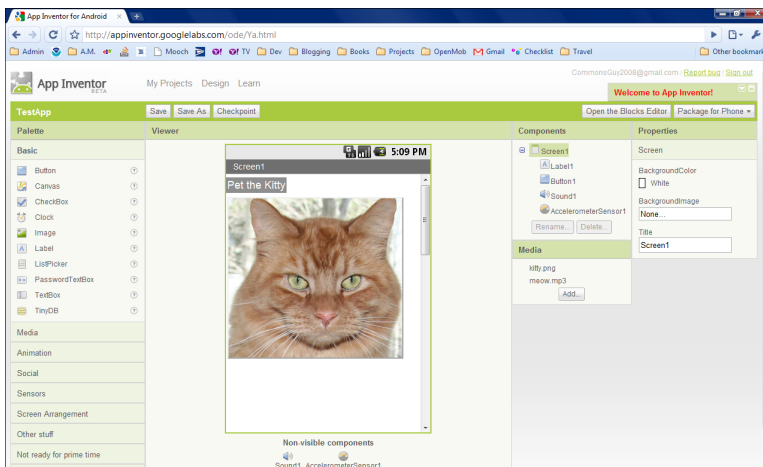 App Inventor for Android
http://appinventor.googlelabs.com/ode/Ya.html
Admin A.M. Mooch TV Dev Blogging Books Projects OpenMob Gmail Checklist Travel Other bookmark
CommonsGuy2008@gmail.com | Report bug | Sign out
App Inventor
BETA
My Projects Design Learn
Welcome to App Inventor!
TestApp
Save Save As Checkpoint
Open the Blocks Editor Package for Phone
Palette
Basic
Button
Canvas
CheckBox
Clock
Image
Label
ListPicker
PasswordTextBox
TextBox
TinyDB
Media
Animation
Social
Sensors
Screen Arrangement
Other stuff
Not ready for prime time
Viewer
5:09 PM
Screen1
Pet the Kitty
Non-visible components
Sound1 AccelerometerSensor1
Components
Screen1
Label1
Button1
Sound1
AccelerometerSensor1
Rename... Delete...
Media
kitty.png
meow.mp3
Add...
Properties
Screen
BackgroundColor
White
BackgroundImage
None...
Title
Screen1